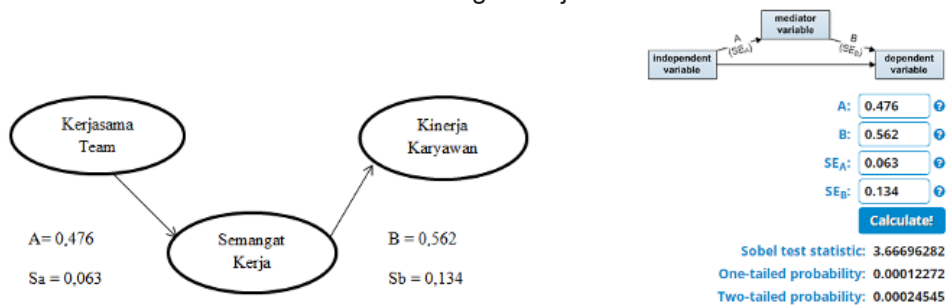 Kerjasama
Team
Kinerja
Karyawan
A= 0,476
Sa = 0,063
Semangat
Kerja
B = 0,562
Sb = 0,134
mediator
variable
A
(SEA)
B
(SEb)
independent
variable
dependent
variable
A: 0.476 ?
B: 0.562 ?
SEA: 0.063 ?
SEB: 0.134 ?
Calculate!
Sobel test statistic: 3.66696282
One-tailed probability: 0.00012272
Two-tailed probability: 0.00024545